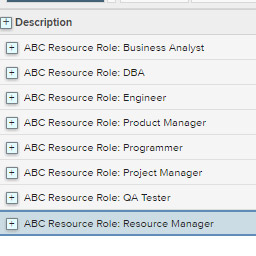 Description
ABC Resource Role: Business Analyst
ABC Resource Role: DBA
ABC Resource Role: Engineer
ABC Resource Role: Product Manager
ABC Resource Role: Programmer
ABC Resource Role: Project Manager
ABC Resource Role: QA Tester
ABC Resource Role: Resource Manager